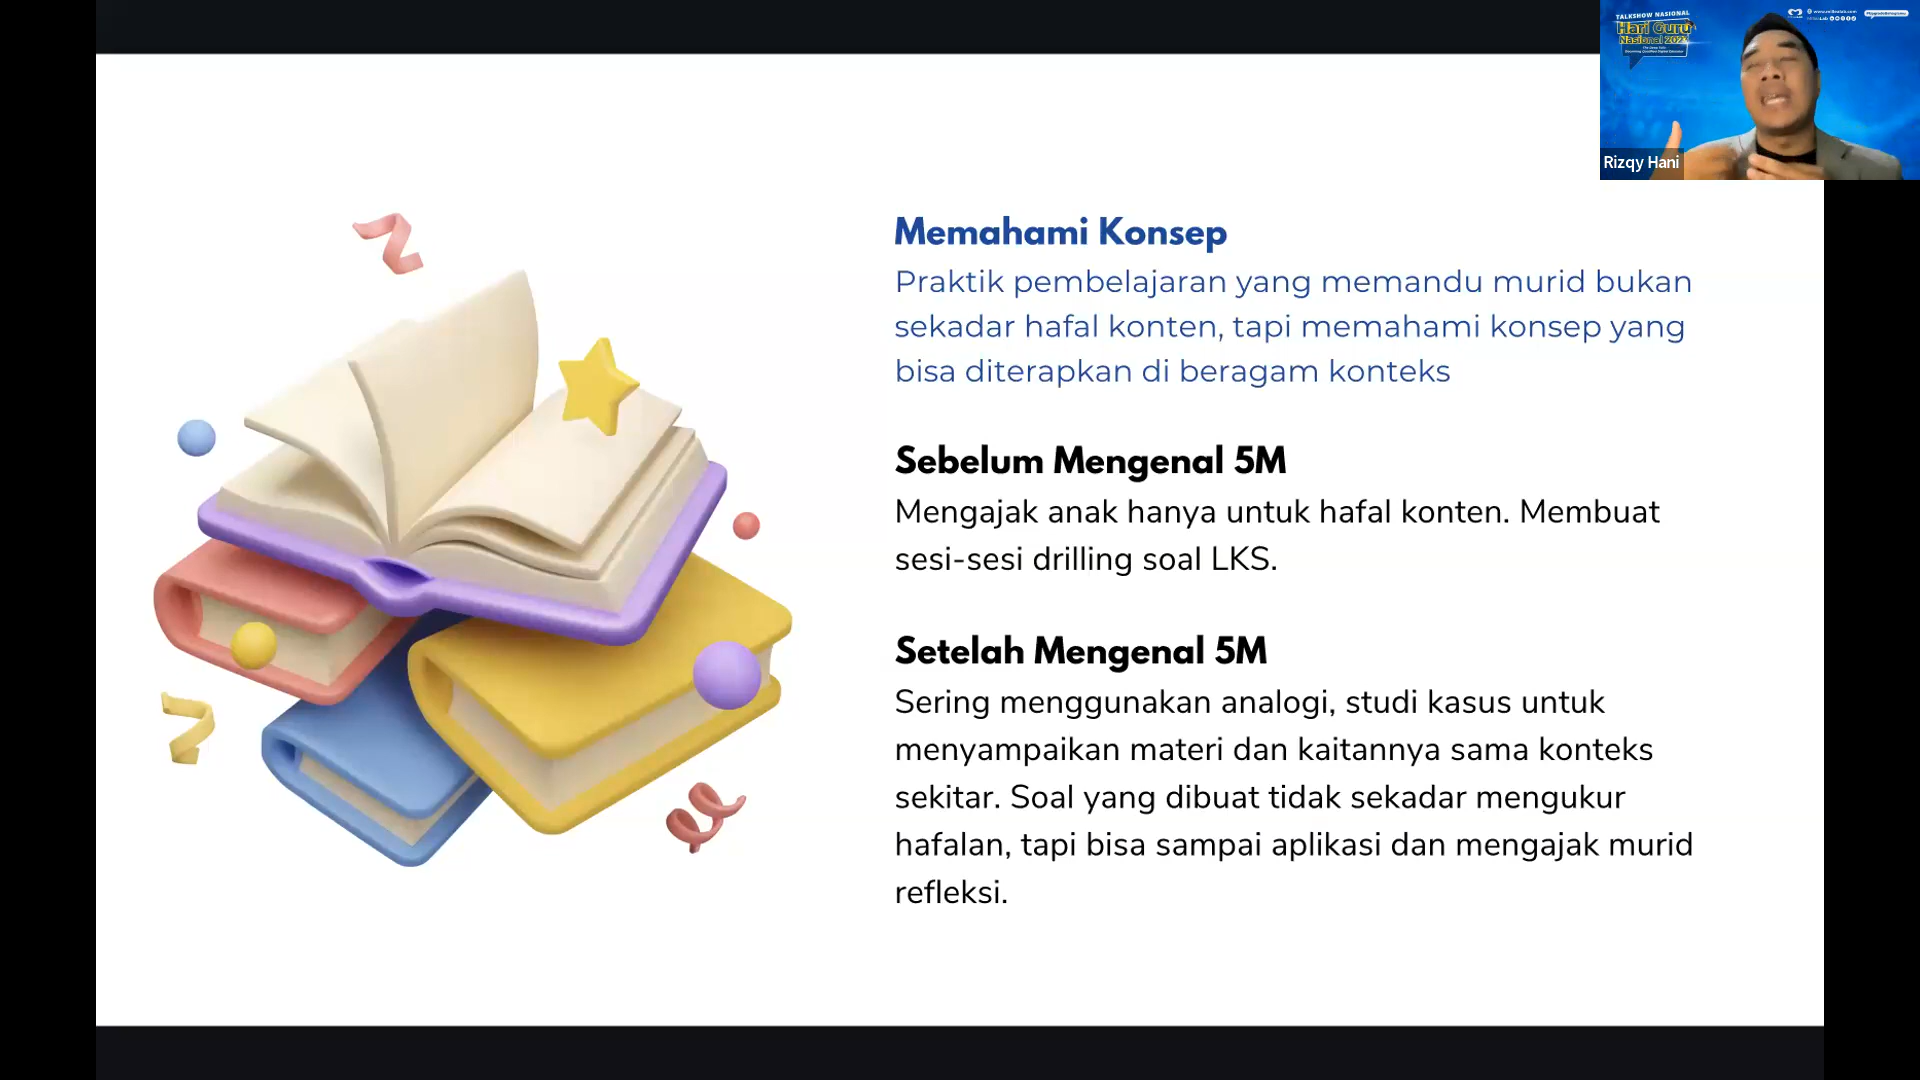 TALKSHOW NASIONAL
Hari Guru
Nasional 2023
Rizqy Hani
Memahami Konsep
Praktik pembelajaran yang memandu murid bukan
sekadar hafal konten, tapi memahami konsep yang
bisa diterapkan di beragam konteks
Sebelum Mengenal 5M
Mengajak anak hanya untuk hafal konten. Membuat
sesi-sesi drilling soal LKS.
Setelah Mengenal 5M
Sering menggunakan analogi, studi kasus untuk
menyampaikan materi dan kaitannya sama konteks
sekitar. Soal yang dibuat tidak sekadar mengukur
hafalan, tapi bisa sampai aplikasi dan mengajak murid
refleksi.